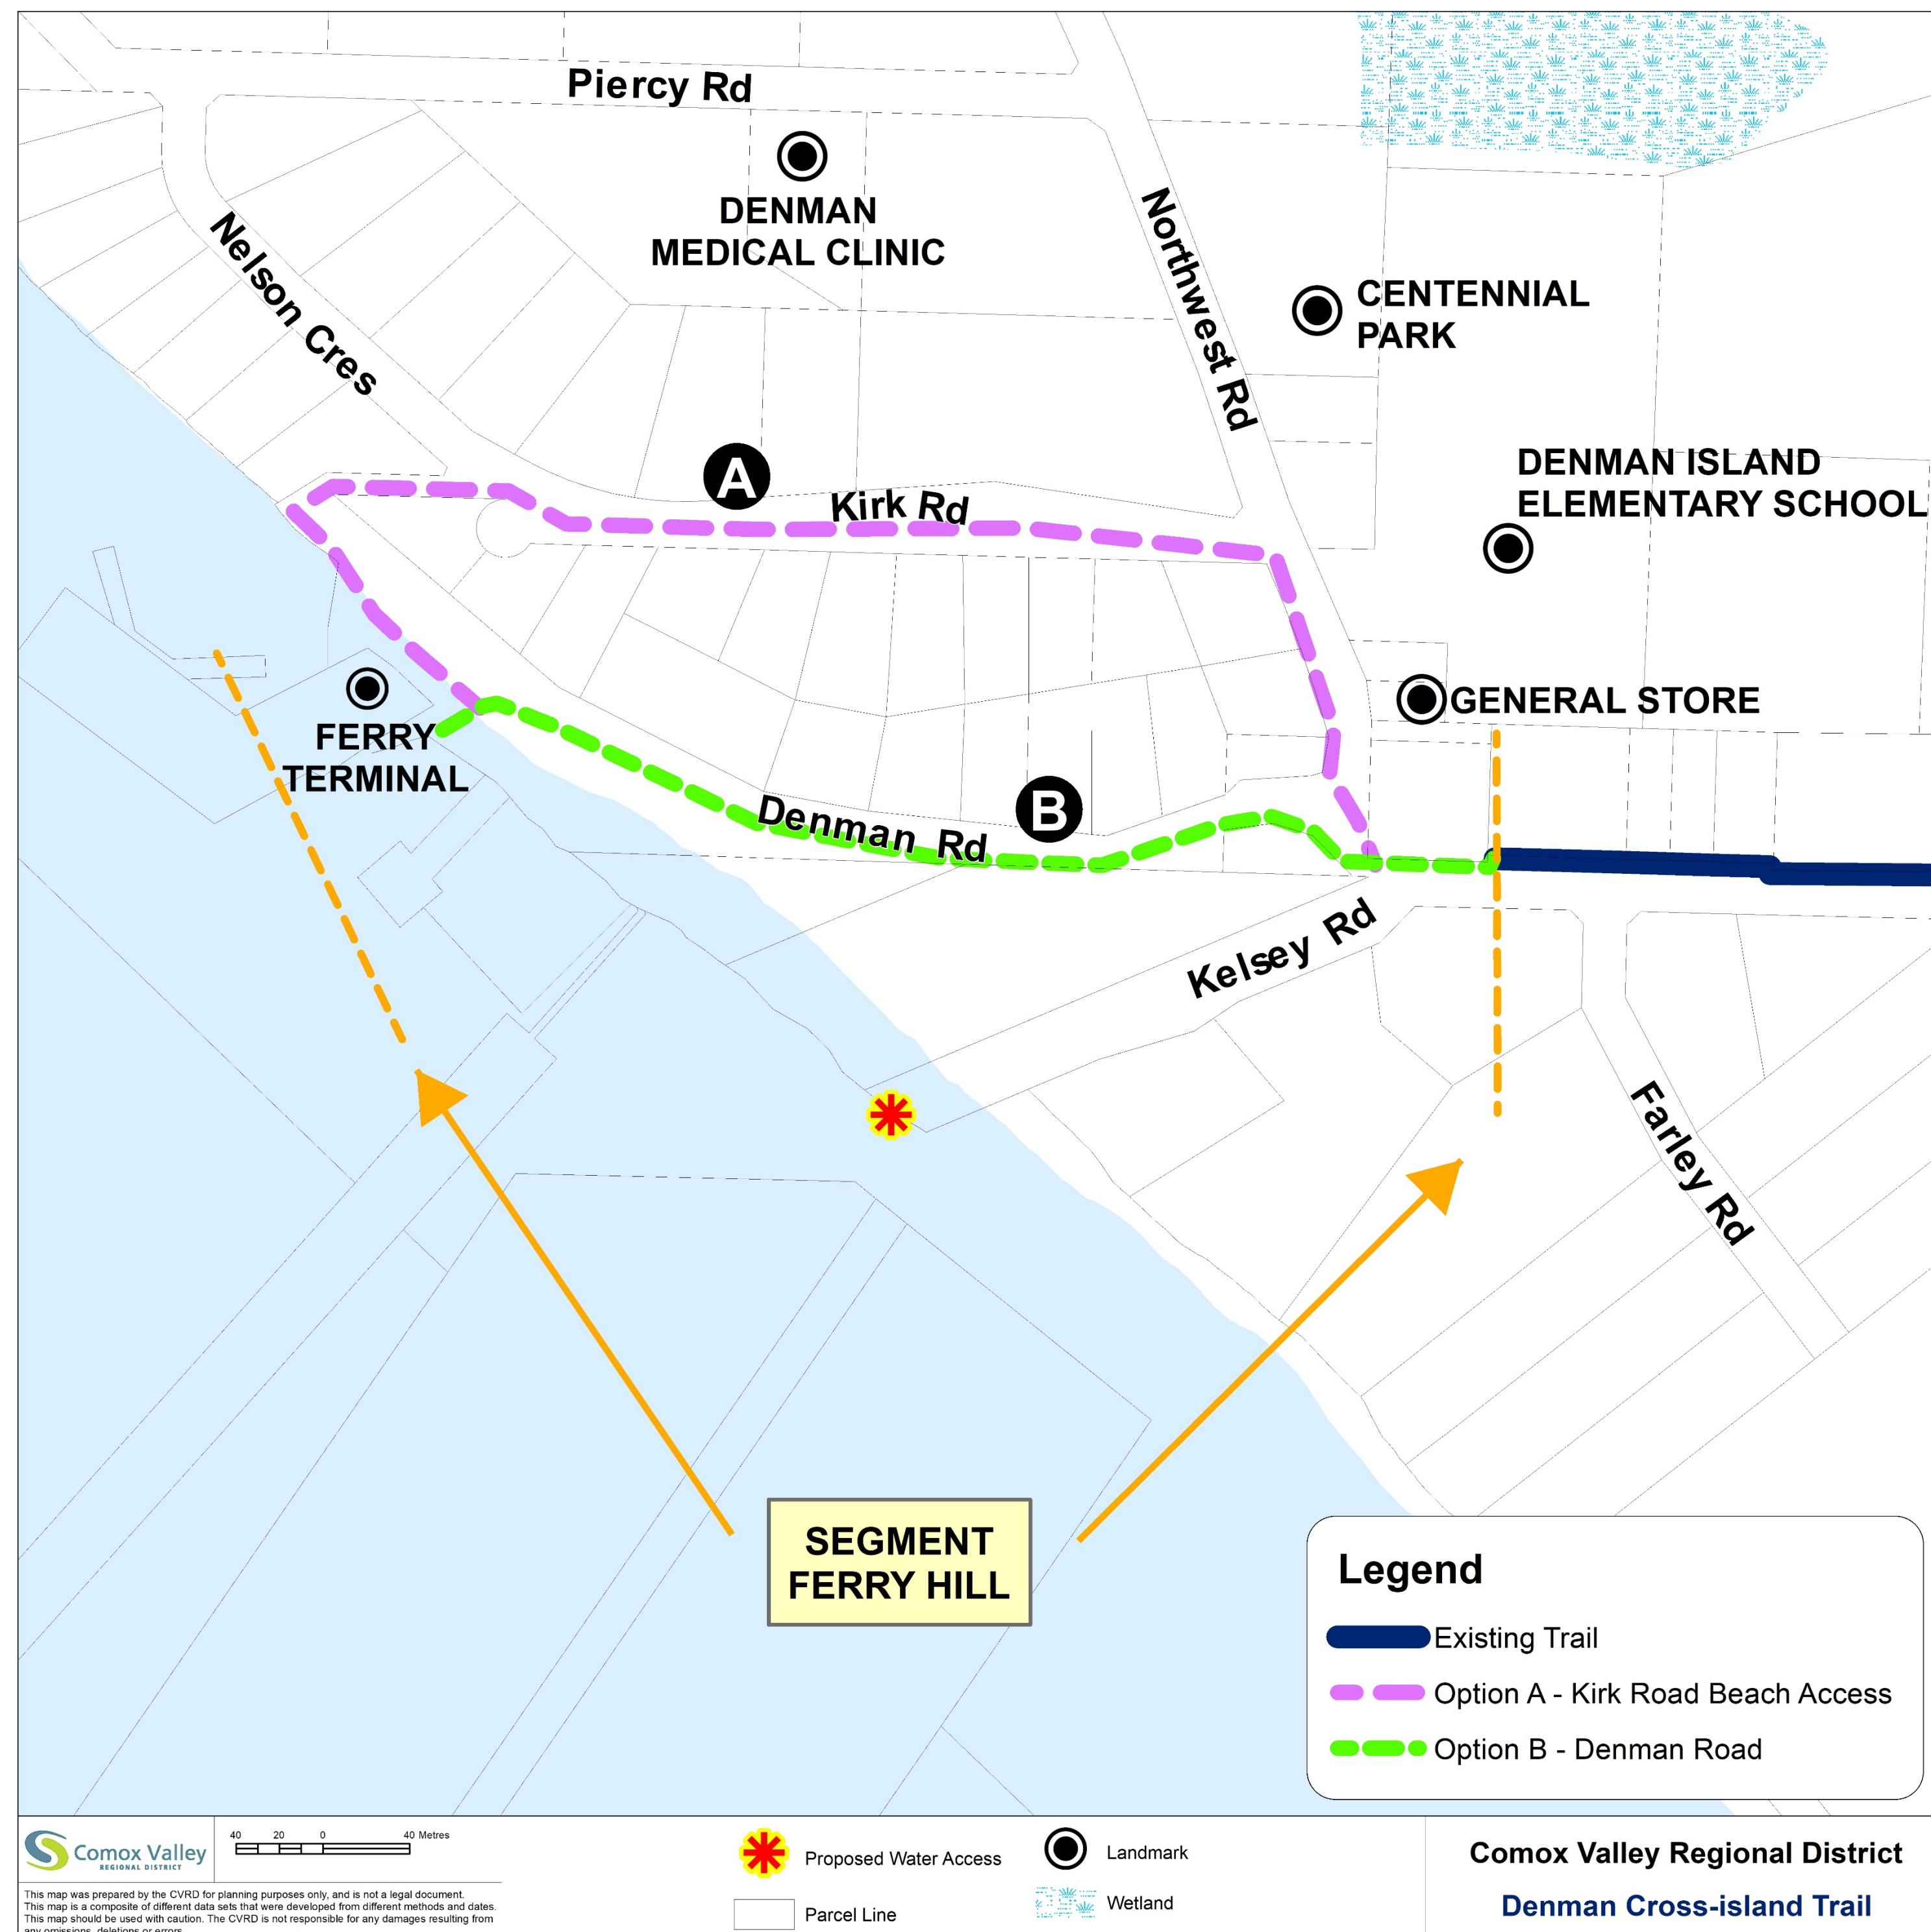 Piercy Rd
DENMAN
MEDICAL CLINIC
Nelson Cres
Northwest Rd
CENTENNIAL
PARK
DENMAN ISLAND
ELEMENTARY SCHOOL
A
Kirk Rd
GENERAL STORE
FERRY
TERMINAL
Denman Rd
B
Kelsey Rd
Farley Rd
SEGMENT
FERRY HILL
Legend
Existing Trail
Option A - Kirk Road Beach Access
Option B - Denman Road
Comox Valley
REGIONAL DISTRICT
40 20 0 40 Metres
This map was prepared by the CVRD for planning purposes only, and is not a legal document.
This map is a composite of different data sets that were developed from different methods and dates.
This map should be used with caution. The CVRD is not responsible for any damages resulting from
any omissions, deletions or errors
Proposed Water Access
Parcel Line
Landmark
Wetland
Comox Valley Regional District
Denman Cross-island Trail